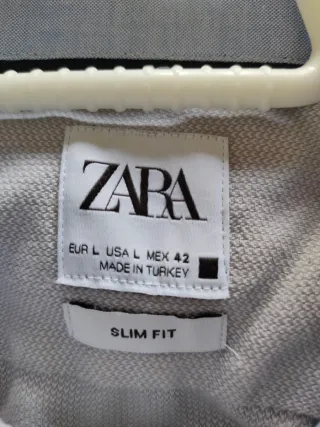 ZARA
EUR L USA L MEX 42
MADE IN TURKEY
SLIM FIT